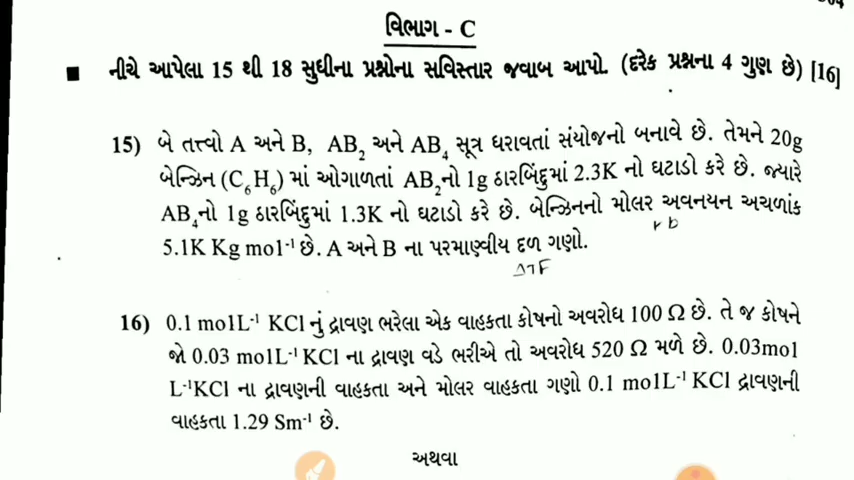 વિભાગ - C
■ નીચે આપેલા 15 થી 18 સુધીના પ્રશ્નોના સવિસ્તાર જવાબ આપો. (દરેક પ્રશ્નના 4 ગુણ છે) [16]
15) બે તત્ત્વો A અને B, AB₂ અને AB₄ સૂત્ર ધરાવતાં સંયોજનો બનાવે છે. તેમને 20g
બેન્ઝિન (C₆H₆) માં ઓગાળતાં AB₂નો 1g ઠારબિંદુમાં 2.3K નો ઘટાડો કરે છે. જ્યારે
AB₄નો 1g ઠારબિંદુમાં 1.3K નો ઘટાડો કરે છે. બેન્ઝિનનો મોલર અવનયન અચળાંક
5.1K Kg mol⁻¹ છે. A અને B ના પરમાણ્વીય દળ ગણો.
16) 0.1 molL⁻¹ KCl નું દ્રાવણ ભરેલા એક વાહકતા કોષનો અવરોધ 100 Ω છે. તે જ કોષને
જો 0.03 molL⁻¹ KCl ના દ્રાવણ વડે ભરીએ તો અવરોધ 520 Ω મળે છે. 0.03mol
L⁻¹KCl ના દ્રાવણની વાહકતા અને મોલર વાહકતા ગણો 0.1 molL⁻¹ KCl દ્રાવણની
વાહકતા 1.29 Sm⁻¹ છે.
અથવા